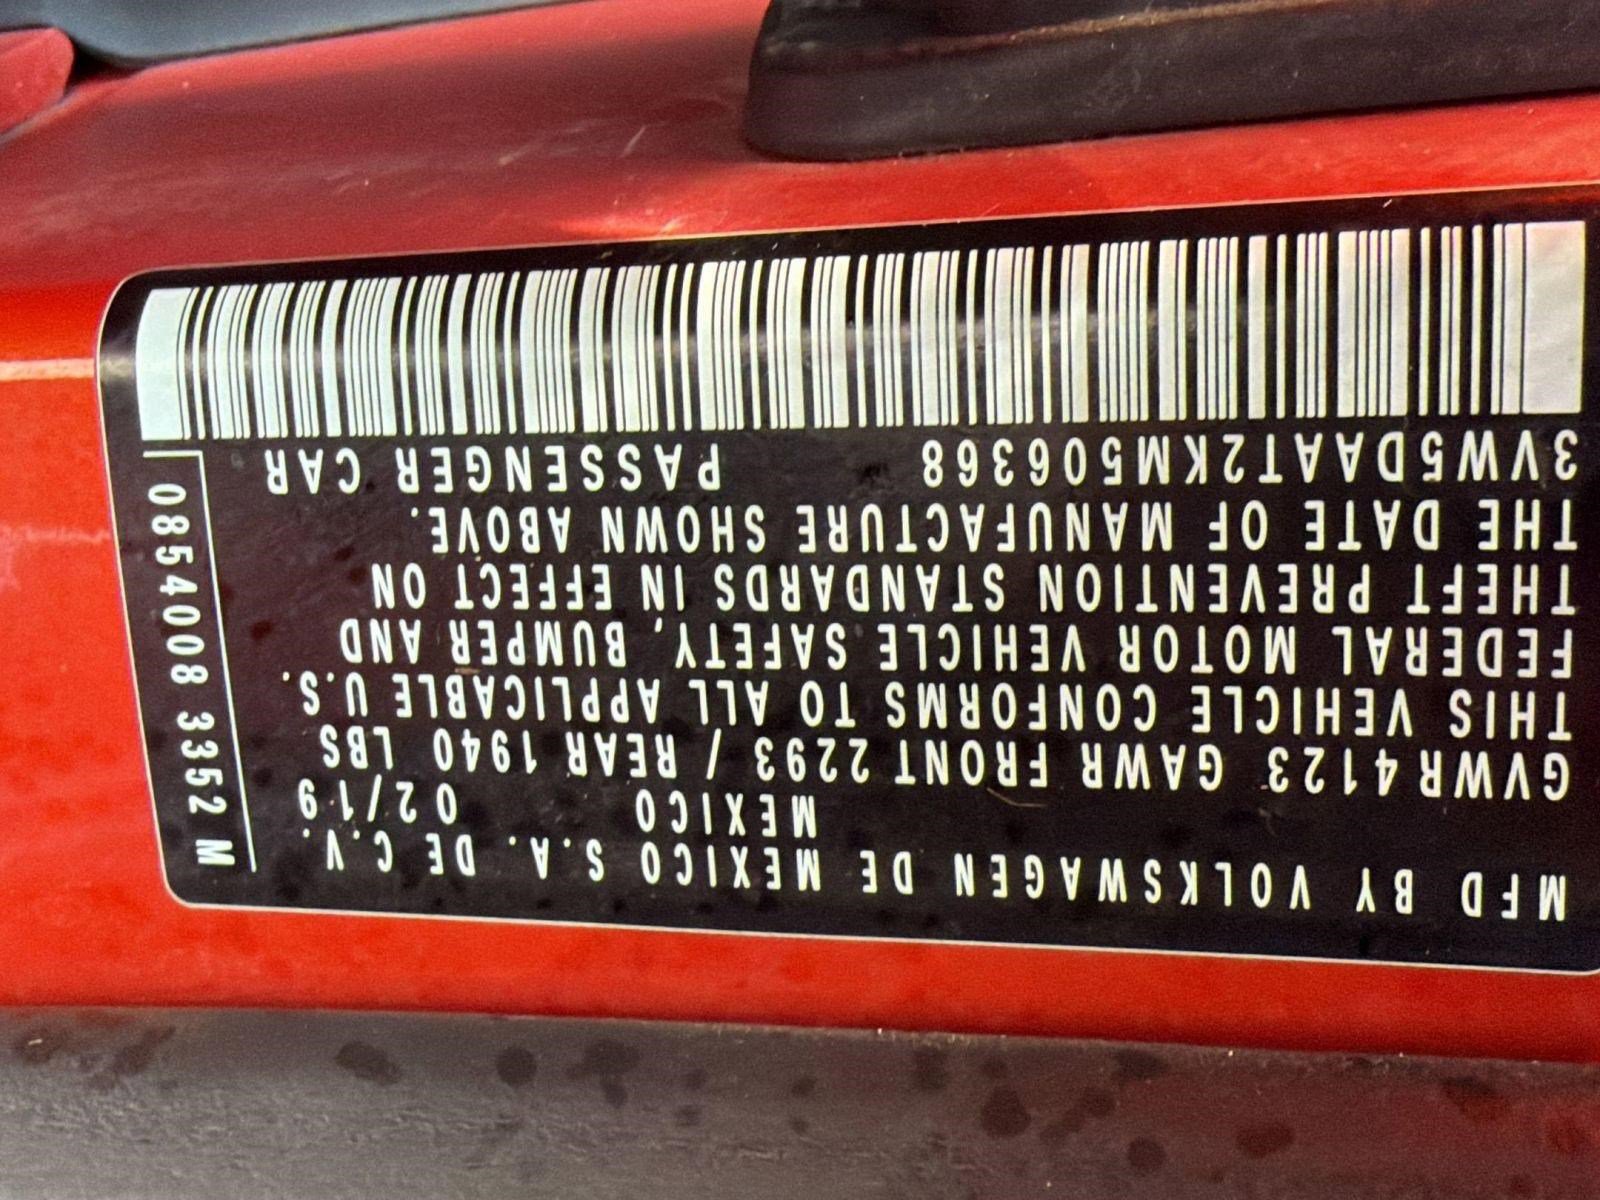 MFD BY VOLKSWAGEN DE MEXICO S.A. DE C.V.
MEXICO 02/19
GVWR 4123 GAWR FRONT 2293 / REAR 1940 LBS
THIS VEHICLE CONFORMS TO ALL APPLICABLE U.S.
FEDERAL MOTOR VEHICLE SAFETY, BUMPER AND
THEFT PREVENTION STANDARDS IN EFFECT ON
THE DATE OF MANUFACTURE SHOWN ABOVE.
3VW5DAAT2KM506368 PASSENGER CAR
0854008 3352 M